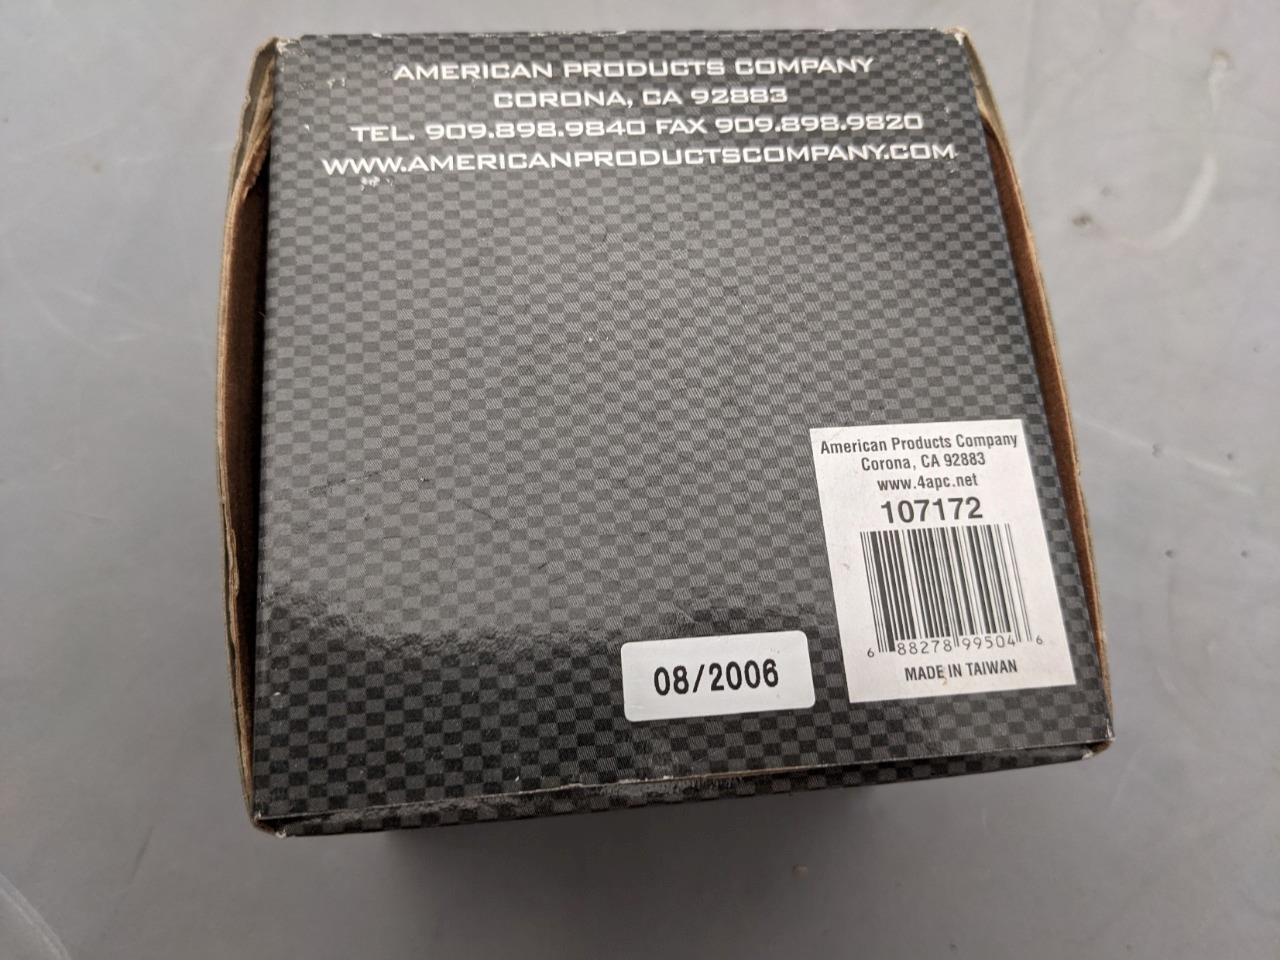 AMERICAN PRODUCTS COMPANY
CORONA, CA 92883
TEL. 909.898.9840 FAX 909.898.9820
WWW.AMERICANPRODUCTSCOMPANY.COM
American Products Company
Corona, CA 92883
www.4apc.net
107172
6 88278 99504 6
MADE IN TAIWAN
08/2006